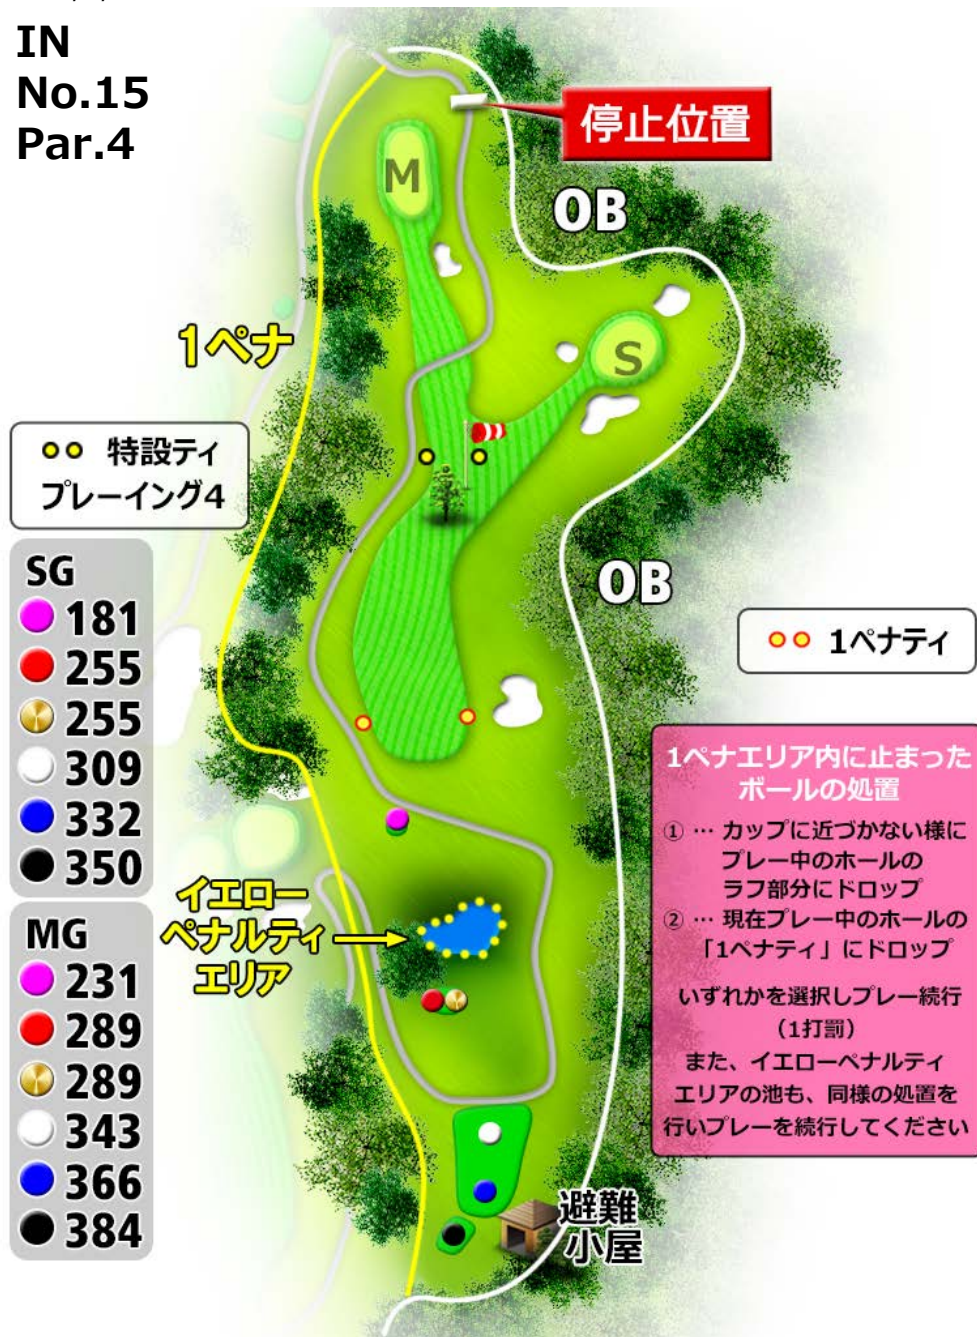 IN
No.15
Par.4
停止位置
M
OB
1ペナ
S
特設ティ
プレーイング4
SG
181
255
255
309
332
350
OB
1ペナティ
1ペナエリア内に止まった
ボールの処置
① … カップに近づかない様に
プレー中のホールの
ラフ部分にドロップ
② … 現在プレー中のホールの
「1ペナティ」にドロップ
いずれかを選択しプレー続行
（1打罰）
また、イエローペナルティ
エリアの池も、同様の処置を
行いプレーを続行してください
イエロー
ペナルティ
エリア
MG
231
289
289
343
366
384
避難
小屋